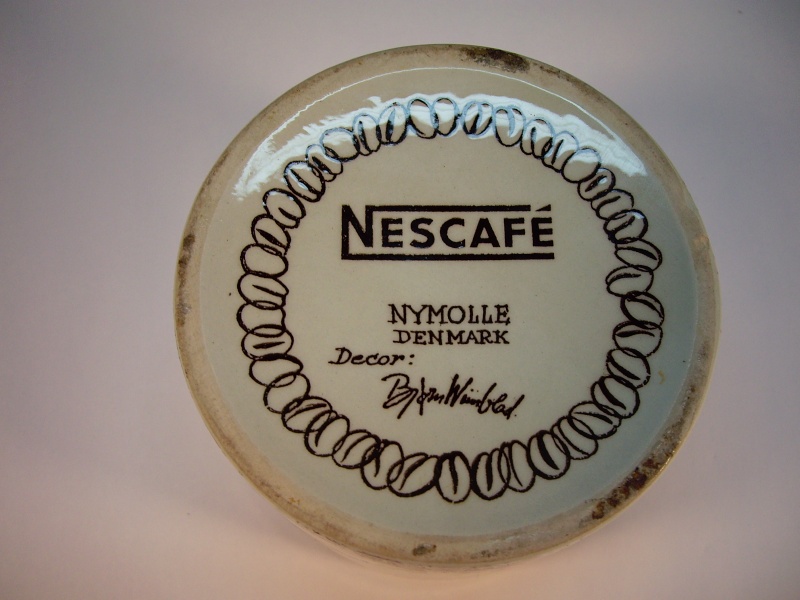 NESCAFÉ
NYMOLLE
DENMARK
Decor:
Bjørn Wiinblad.